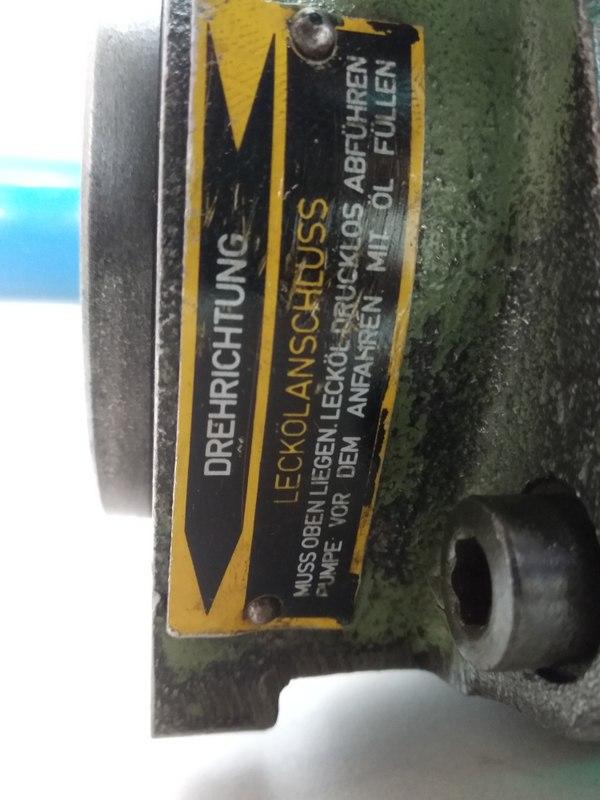 DREHRICHTUNG
LECKÖLANSCHLUSS
MUSS OBEN LIEGEN. LECKÖL DRUCKLOS ABFÜHREN
PUMPE VOR DEM ANFAHREN MIT ÖL FÜLLEN